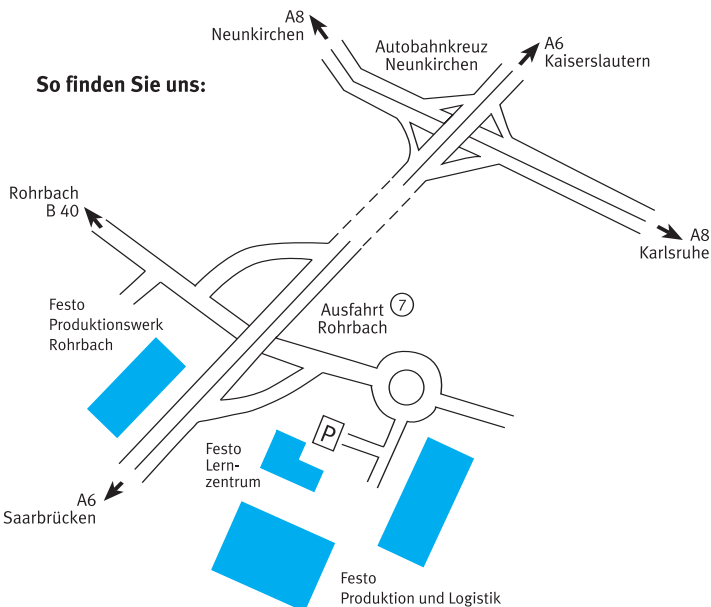 A8
Neunkirchen
Autobahnkreuz
Neunkirchen
A6
Kaiserslautern
So finden Sie uns:
Rohrbach
B 40
A8
Karlsruhe
Festo
Produktionswerk
Rohrbach
Ausfahrt 7
Rohrbach
P
Festo
Lern-
zentrum
A6
Saarbrücken
Festo
Produktion und Logistik